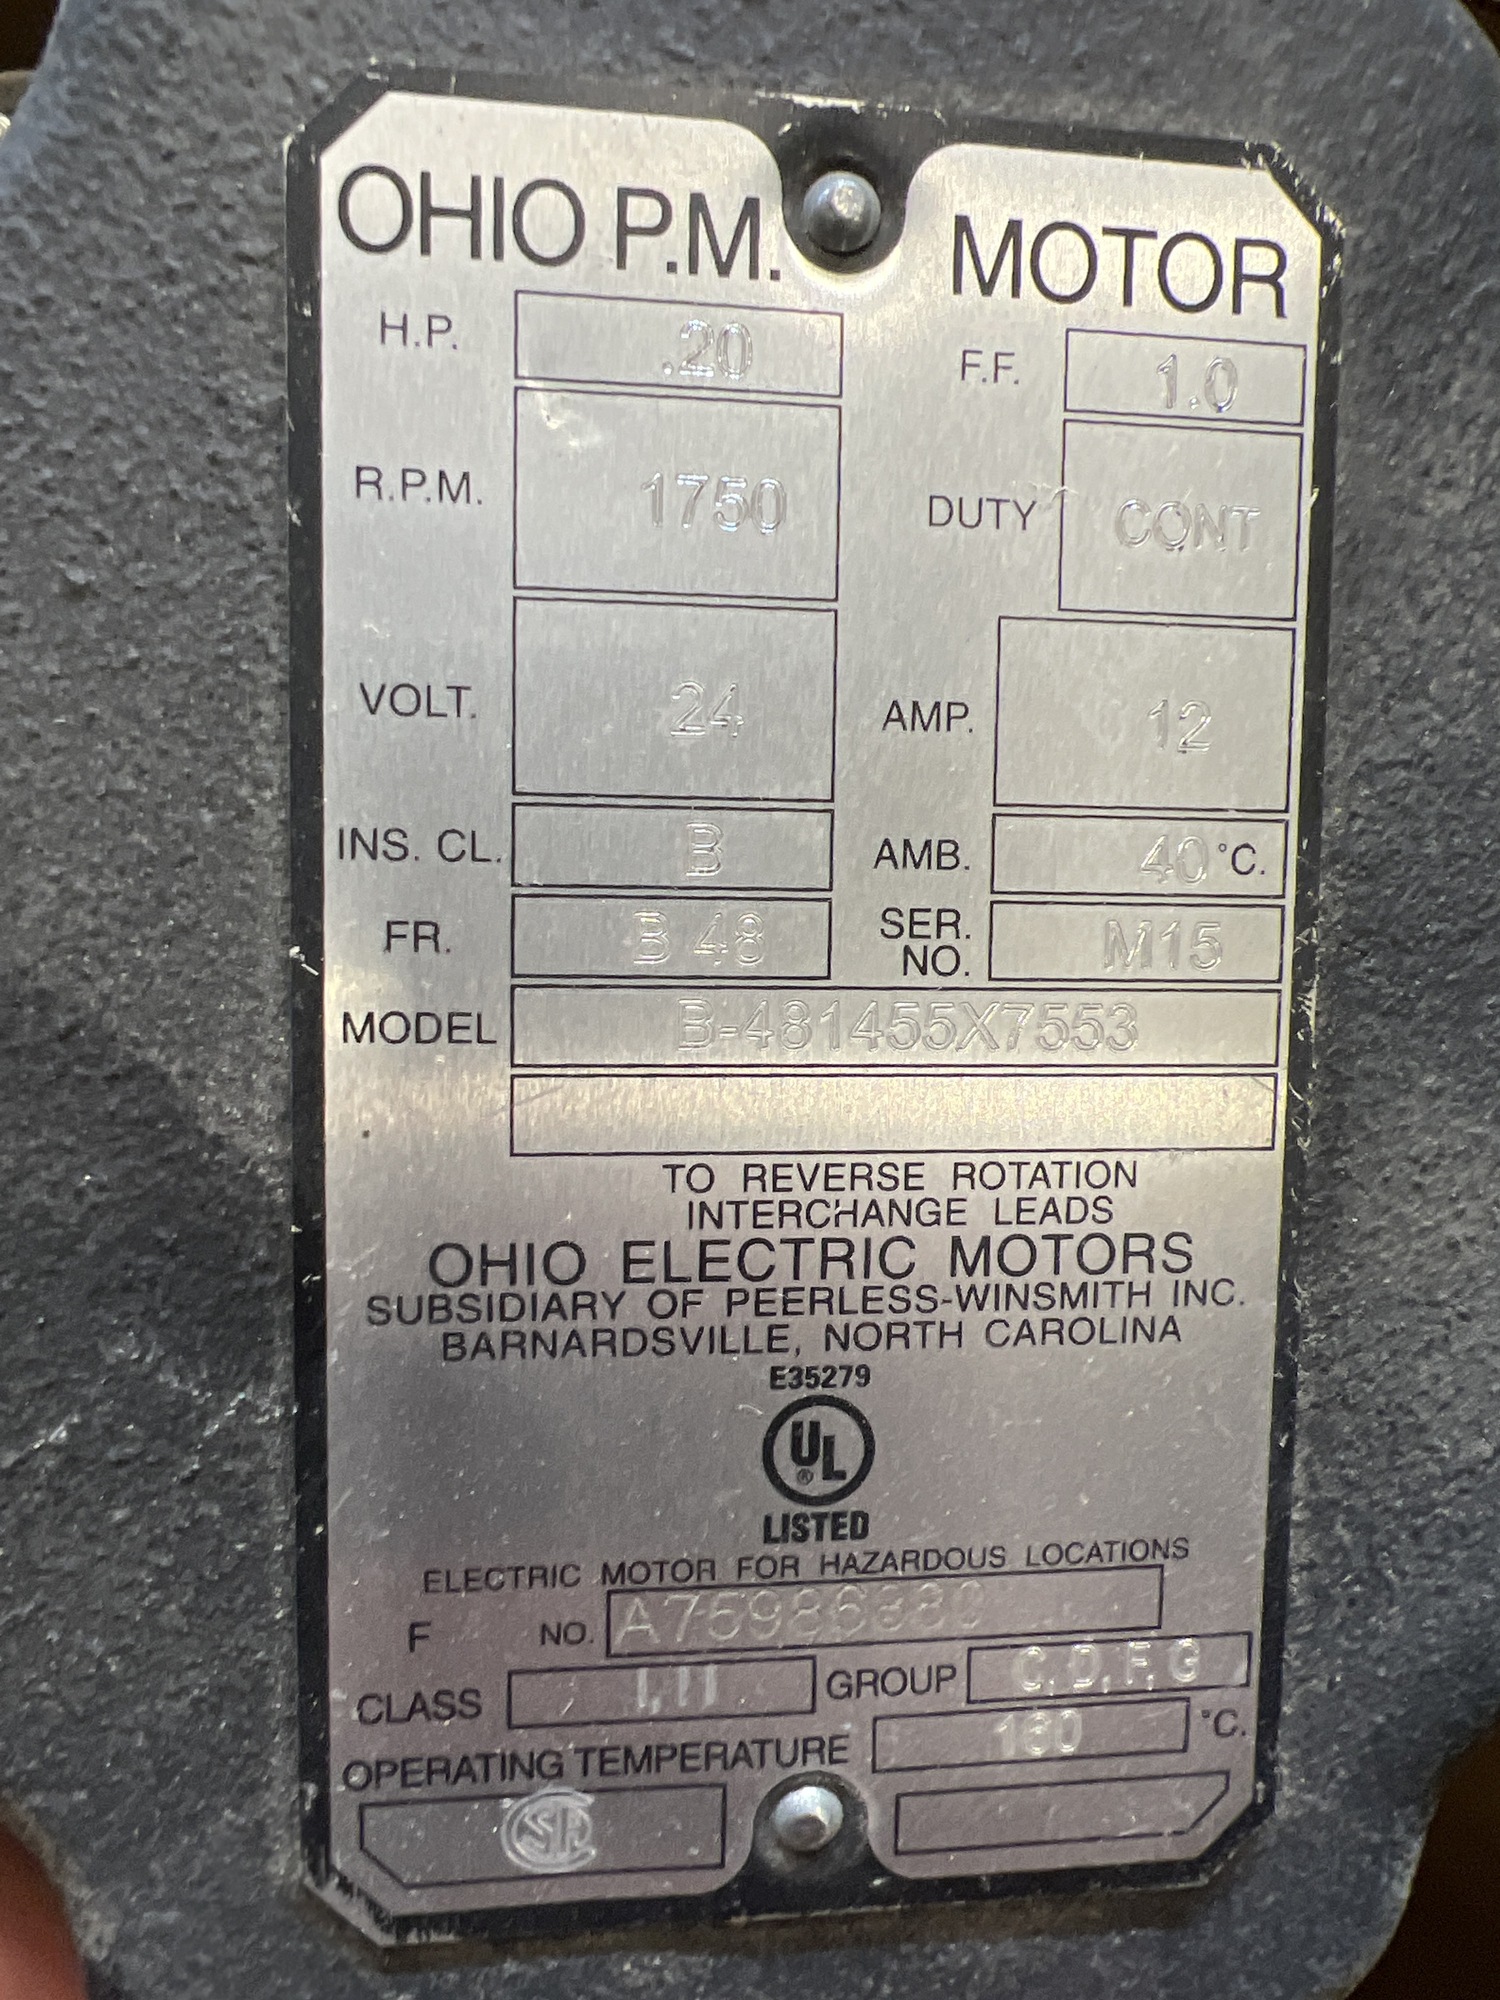 OHIO P.M. MOTOR
H.P. .20 F.F. 1.0
R.P.M. 1750 DUTY CONT
VOLT. 24 AMP. 12
INS. CL. B AMB. 40 °C.
FR. B 48 SER. NO. M15
MODEL B-481455X7553
TO REVERSE ROTATION
INTERCHANGE LEADS
OHIO ELECTRIC MOTORS
SUBSIDIARY OF PEERLESS-WINSMITH INC.
BARNARDSVILLE, NORTH CAROLINA
E35279
UL ®
LISTED
ELECTRIC MOTOR FOR HAZARDOUS LOCATIONS
F NO.
CLASS I,II GROUP C,D,F,G
OPERATING TEMPERATURE 160 °C.